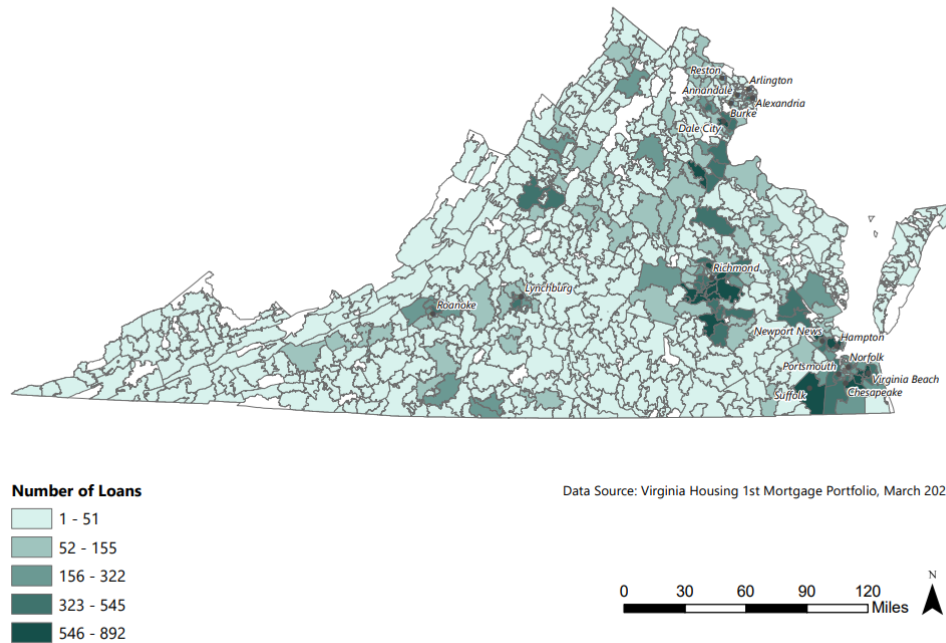 Reston
Arlington
Annandale
Alexandria
Burke
Dale City
Richmond
Lynchburg
Roanoke
Newport News
Hampton
Norfolk
Portsmouth
Virginia Beach
Suffolk
Chesapeake
Number of Loans
Data Source: Virginia Housing 1st Mortgage Portfolio, March 202
1 - 51
52 - 155
156 - 322
323 - 545
546 - 892
N
0 30 60 90 120
Miles